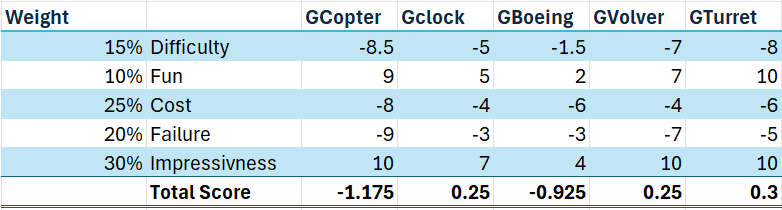 Weight GCopter Gclock GBoeing GVolver GTurret
15% Difficulty -8.5 -5 -1.5 -7 -8
10% Fun 9 5 2 7 10
25% Cost -8 -4 -6 -4 -6
20% Failure -9 -3 -3 -7 -5
30% Impressivness 10 7 4 10 10
Total Score -1.175 0.25 -0.925 0.25 0.3